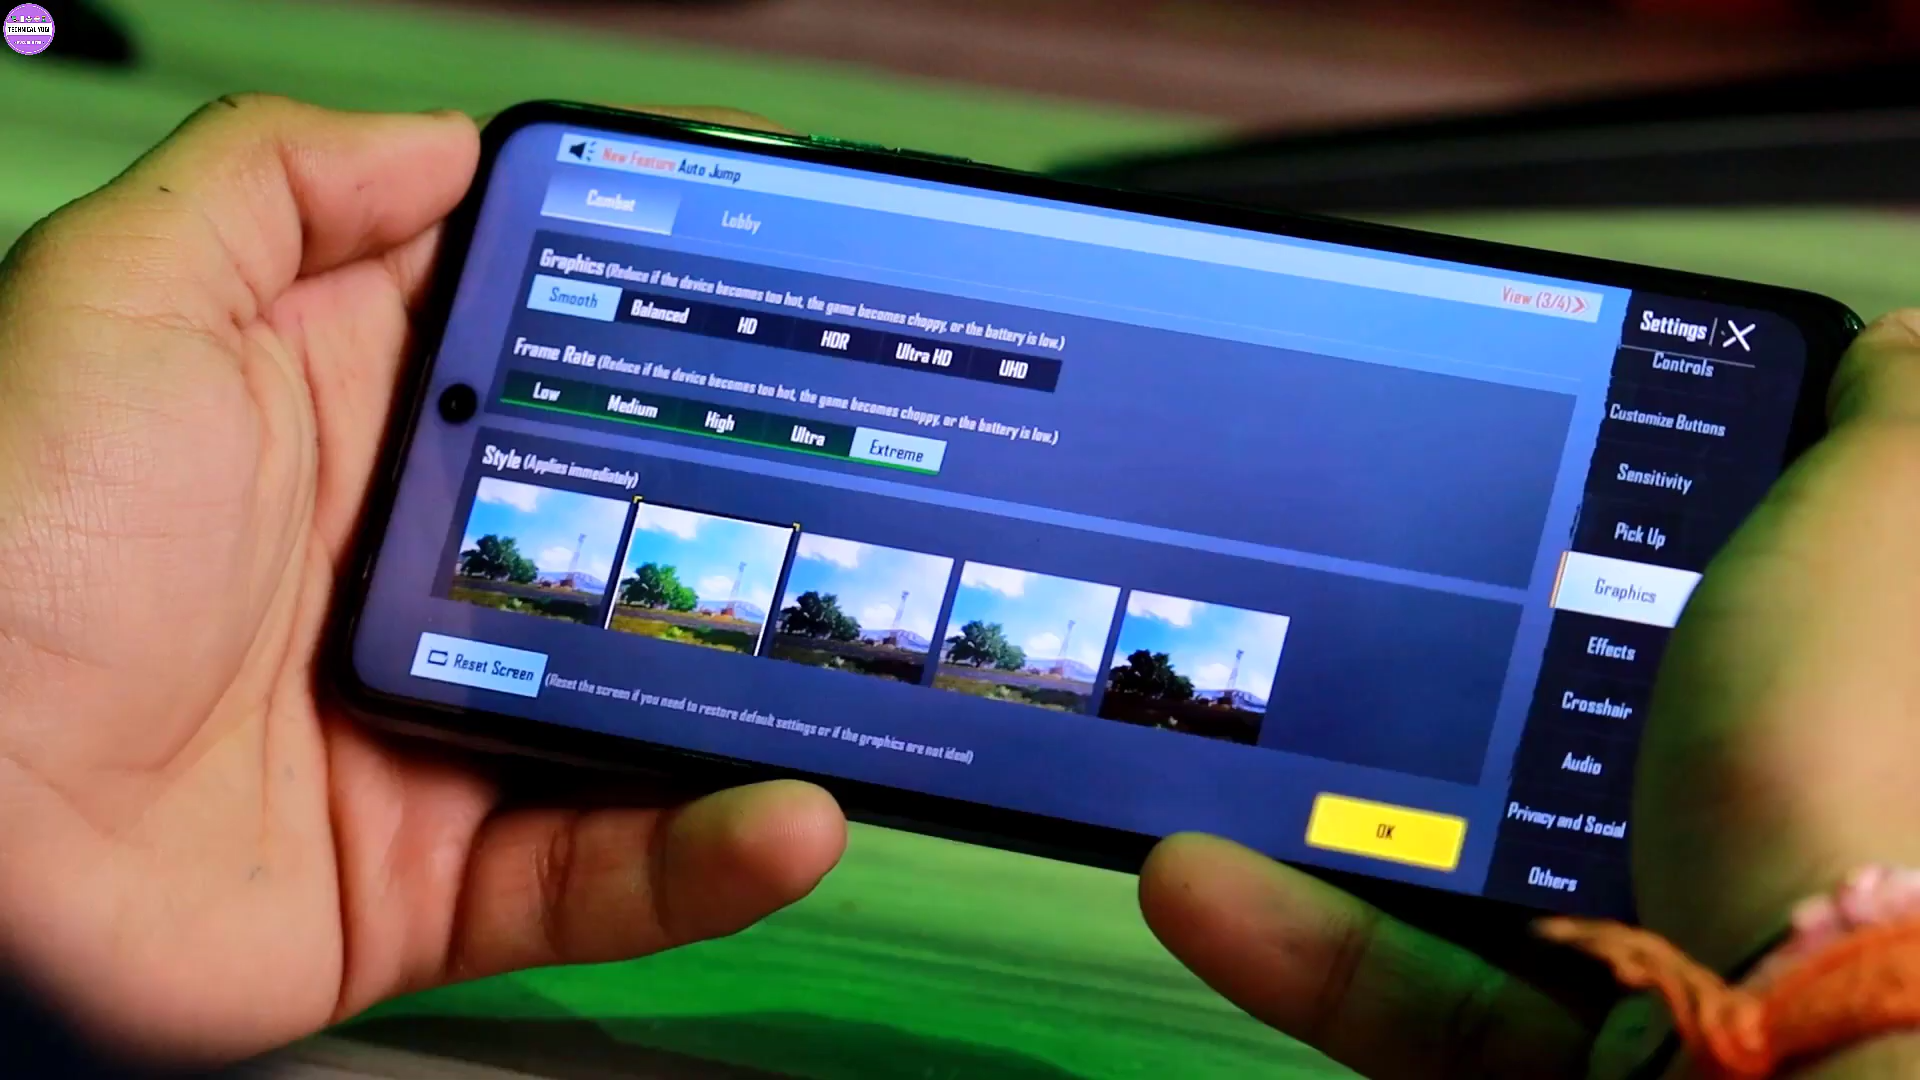 TECHNICAL YOGI
New Feature Auto Jump
View (3/4)
Combat
Lobby
Graphics (Reduce if the device becomes too hot, the game becomes choppy, or the battery is low.)
Smooth Balanced HD HDR Ultra HD UHD
Frame Rate (Reduce if the device becomes too hot, the game becomes choppy, or the battery is low.)
Low Medium High Ultra Extreme
Style (Applies immediately)
Reset Screen (Reset the screen if you need to restore default settings or if the graphics are not ideal)
OK
Settings
Controls
Customize Buttons
Sensitivity
Pick Up
Graphics
Effects
Crosshair
Audio
Privacy and Social
Others